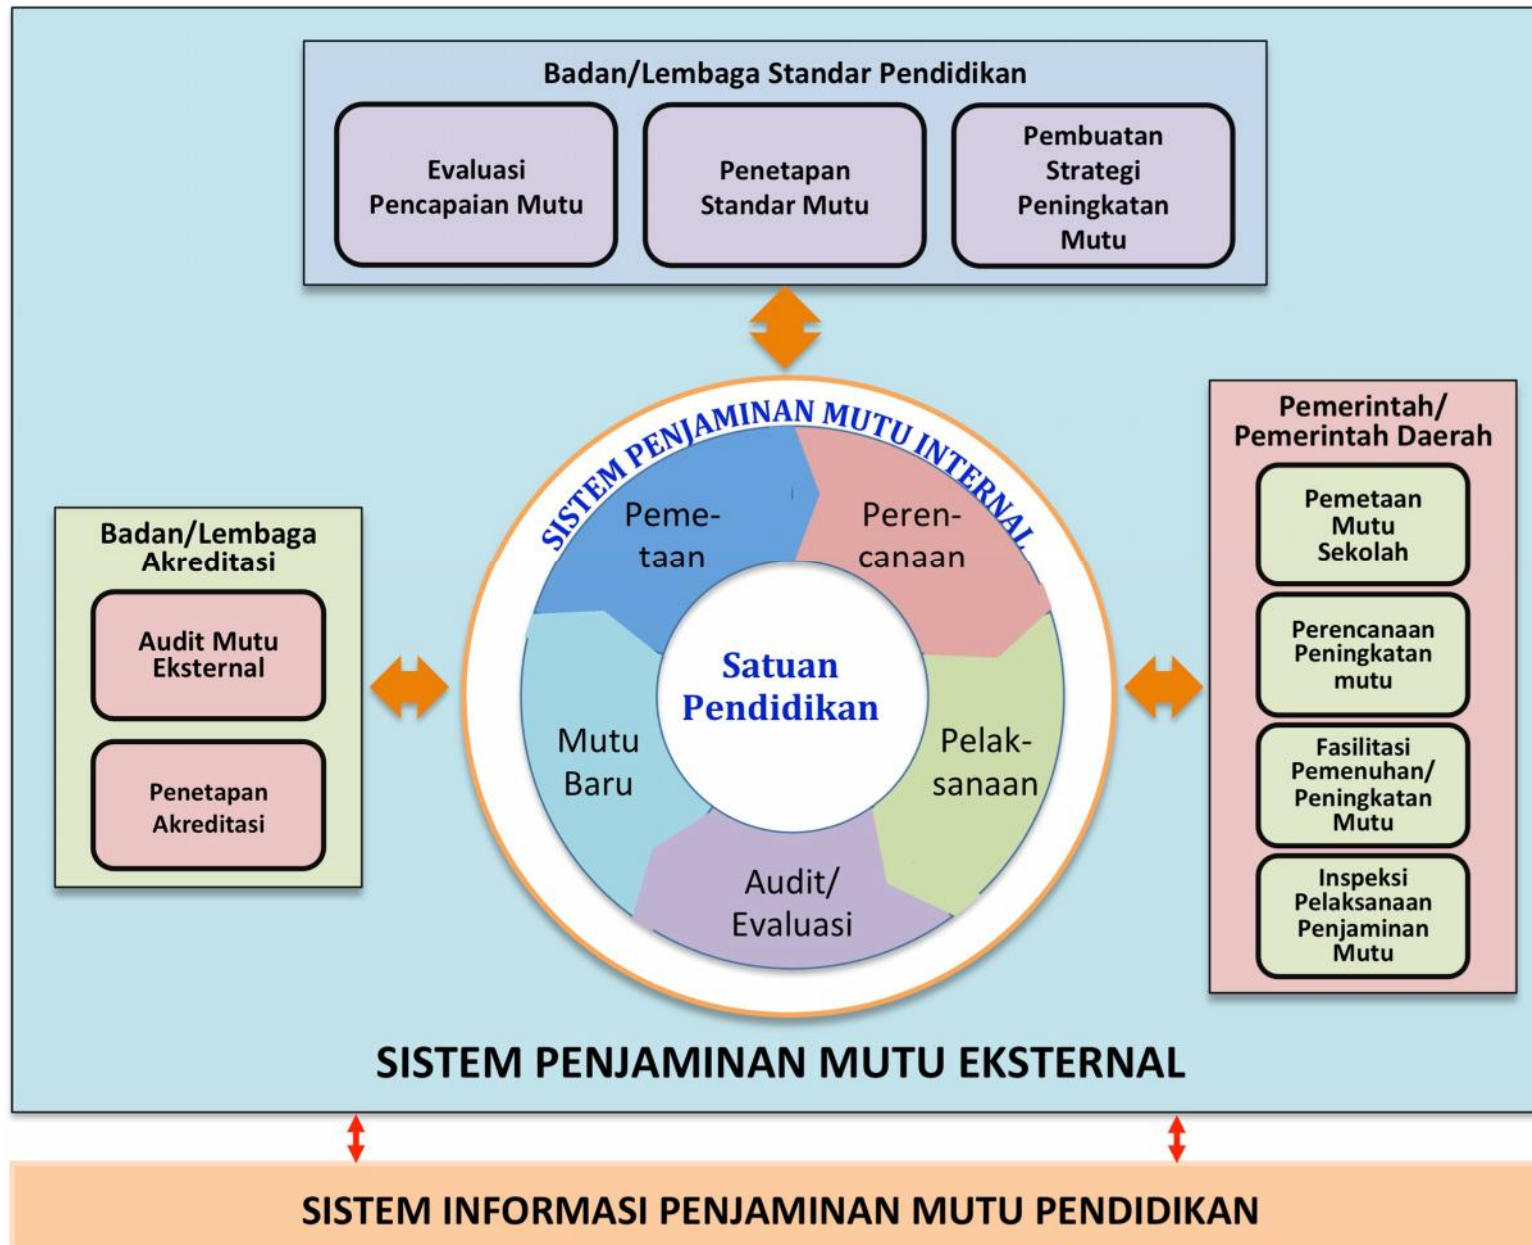 Badan/Lembaga Standar Pendidikan
Evaluasi
Pencapaian Mutu
Penetapan
Standar Mutu
Pembuatan
Strategi
Peningkatan
Mutu
SISTEM PENJAMINAN MUTU INTERNAL
Peme-
taan
Peren-
canaan
Pelak-
sanaan
Audit/
Evaluasi
Mutu
Baru
Satuan
Pendidikan
Badan/Lembaga
Akreditasi
Audit Mutu
Eksternal
Penetapan
Akreditasi
Pemerintah/
Pemerintah Daerah
Pemetaan
Mutu
Sekolah
Perencanaan
Peningkatan
mutu
Fasilitasi
Pemenuhan/
Peningkatan
Mutu
Inspeksi
Pelaksanaan
Penjaminan
Mutu
SISTEM PENJAMINAN MUTU EKSTERNAL
SISTEM INFORMASI PENJAMINAN MUTU PENDIDIKAN